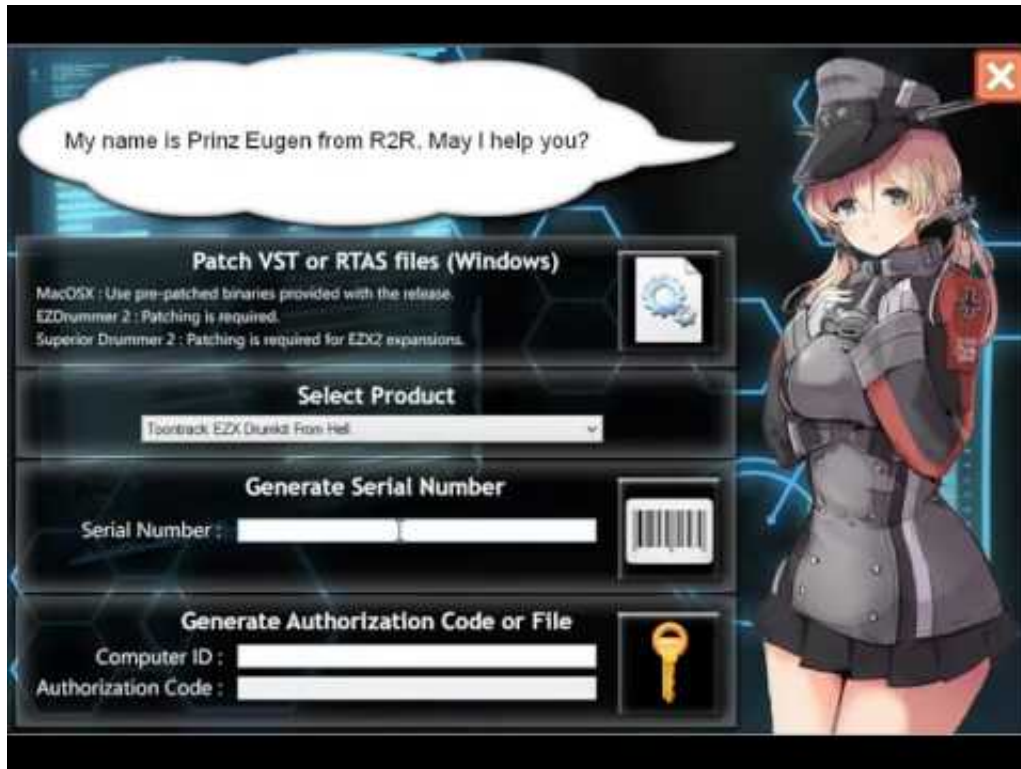 My name is Prinz Eugen from R2R, May I help you?
Patch VST or RTAS files (Windows)
MacOSX : Use pre-patched binaries provided with the release.
EZDrummer 2 : Patching is required.
Superior Drummer 2 : Patching is required for EZX2 expansions.
Select Product
Toontrack EZX Drumkit From Hell
Generate Serial Number
Serial Number :
Generate Authorization Code or File
Computer ID :
Authorization Code :